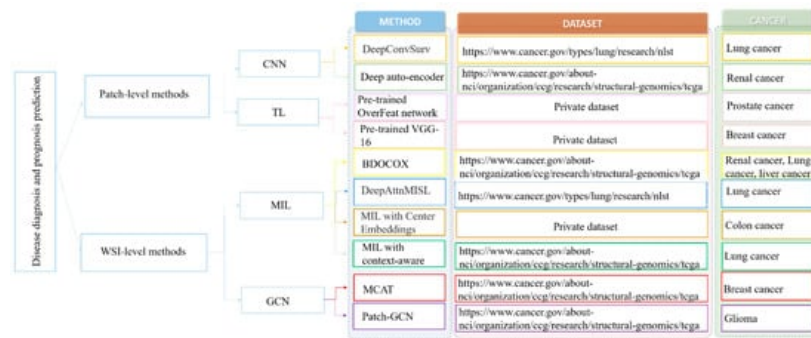 METHOD
DATASET
CANCER
Disease diagnosis and prognosis prediction
Patch-level methods
WSI-level methods
CNN
TL
MIL
GCN
DeepConvSurv
https://www.cancer.gov/types/lung/research/nlst
Lung cancer
Deep auto-encoder
https://www.cancer.gov/about-
nci/organization/ccg/research/structural-genomics/tcga
Renal cancer
Pre-trained
OverFeat network
Private dataset
Prostate cancer
Pre-trained VGG-
16
Private dataset
Breast cancer
BDOCOX
https://www.cancer.gov/about-
nci/organization/ccg/research/structural-genomics/tcga
Renal cancer, Lung
cancer, liver cancer
DeepAttnMISL
https://www.cancer.gov/types/lung/research/nlst
Lung cancer
MIL with Center
Embeddings
Private dataset
Colon cancer
MIL with
context-aware
https://www.cancer.gov/about-
nci/organization/ccg/research/structural-genomics/tcga
Lung cancer
MCAT
https://www.cancer.gov/about-
nci/organization/ccg/research/structural-genomics/tcga
Breast cancer
Patch-GCN
https://www.cancer.gov/about-
nci/organization/ccg/research/structural-genomics/tcga
Glioma